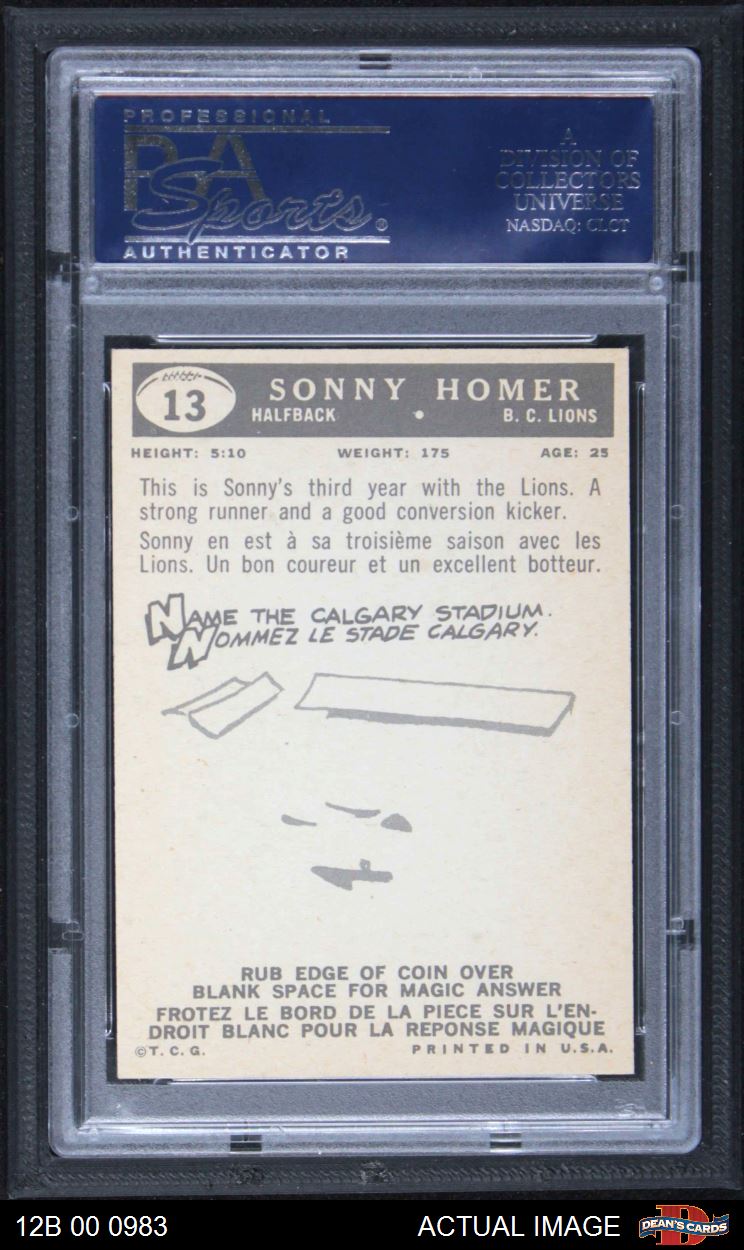 PROFESSIONAL
PSA
Sports®
AUTHENTICATOR
A
DIVISION OF
COLLECTORS
UNIVERSE
NASDAQ: CLCT
13
SONNY HOMER
HALFBACK • B. C. LIONS
HEIGHT: 5:10 WEIGHT: 175 AGE: 25
This is Sonny's third year with the Lions. A
strong runner and a good conversion kicker.
Sonny en est à sa troisième saison avec les
Lions. Un bon coureur et un excellent botteur.
NAME THE CALGARY STADIUM.
NOMMEZ LE STADE CALGARY.
RUB EDGE OF COIN OVER
BLANK SPACE FOR MAGIC ANSWER
FROTEZ LE BORD DE LA PIECE SUR L'EN-
DROIT BLANC POUR LA REPONSE MAGIQUE
©T. C. G. PRINTED IN U.S.A.
12B 00 0983 ACTUAL IMAGE
D
DEAN'S CARDS